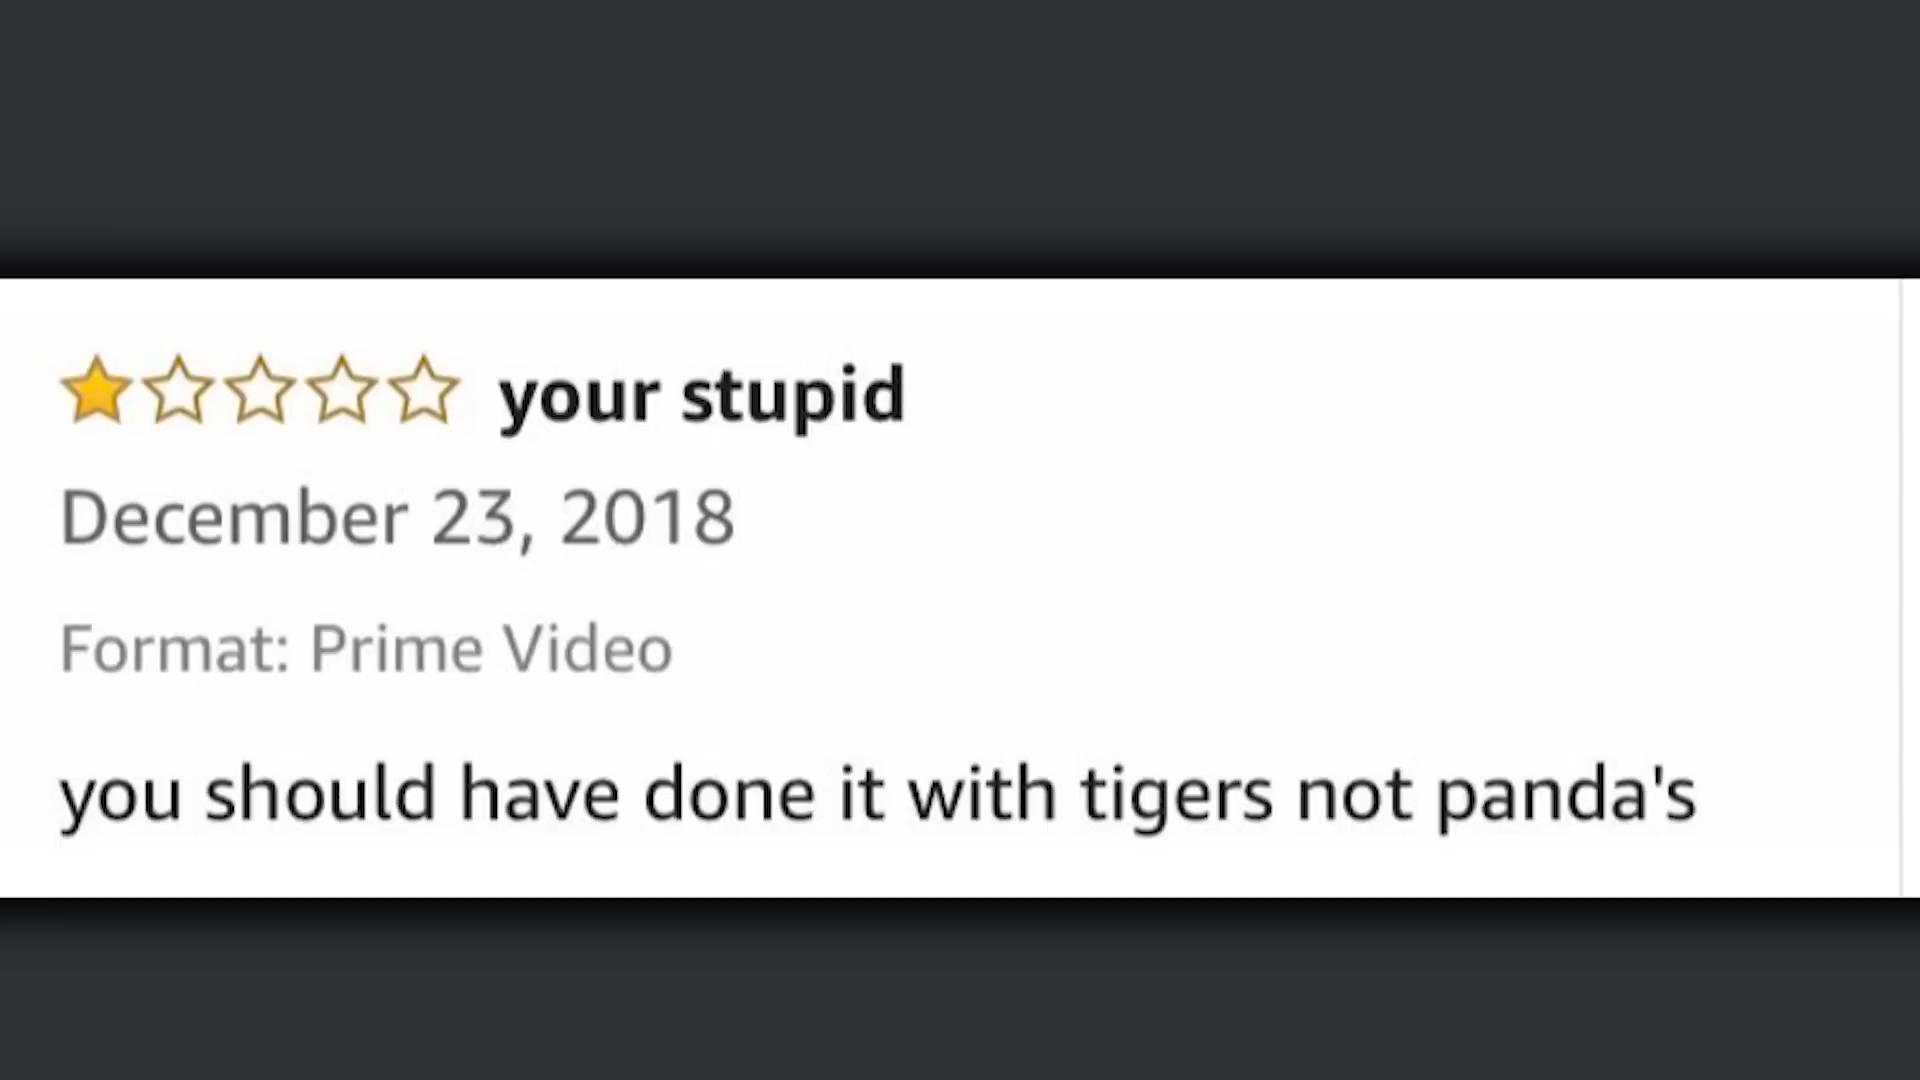 your stupid
December 23, 2018
Format: Prime Video
you should have done it with tigers not panda's